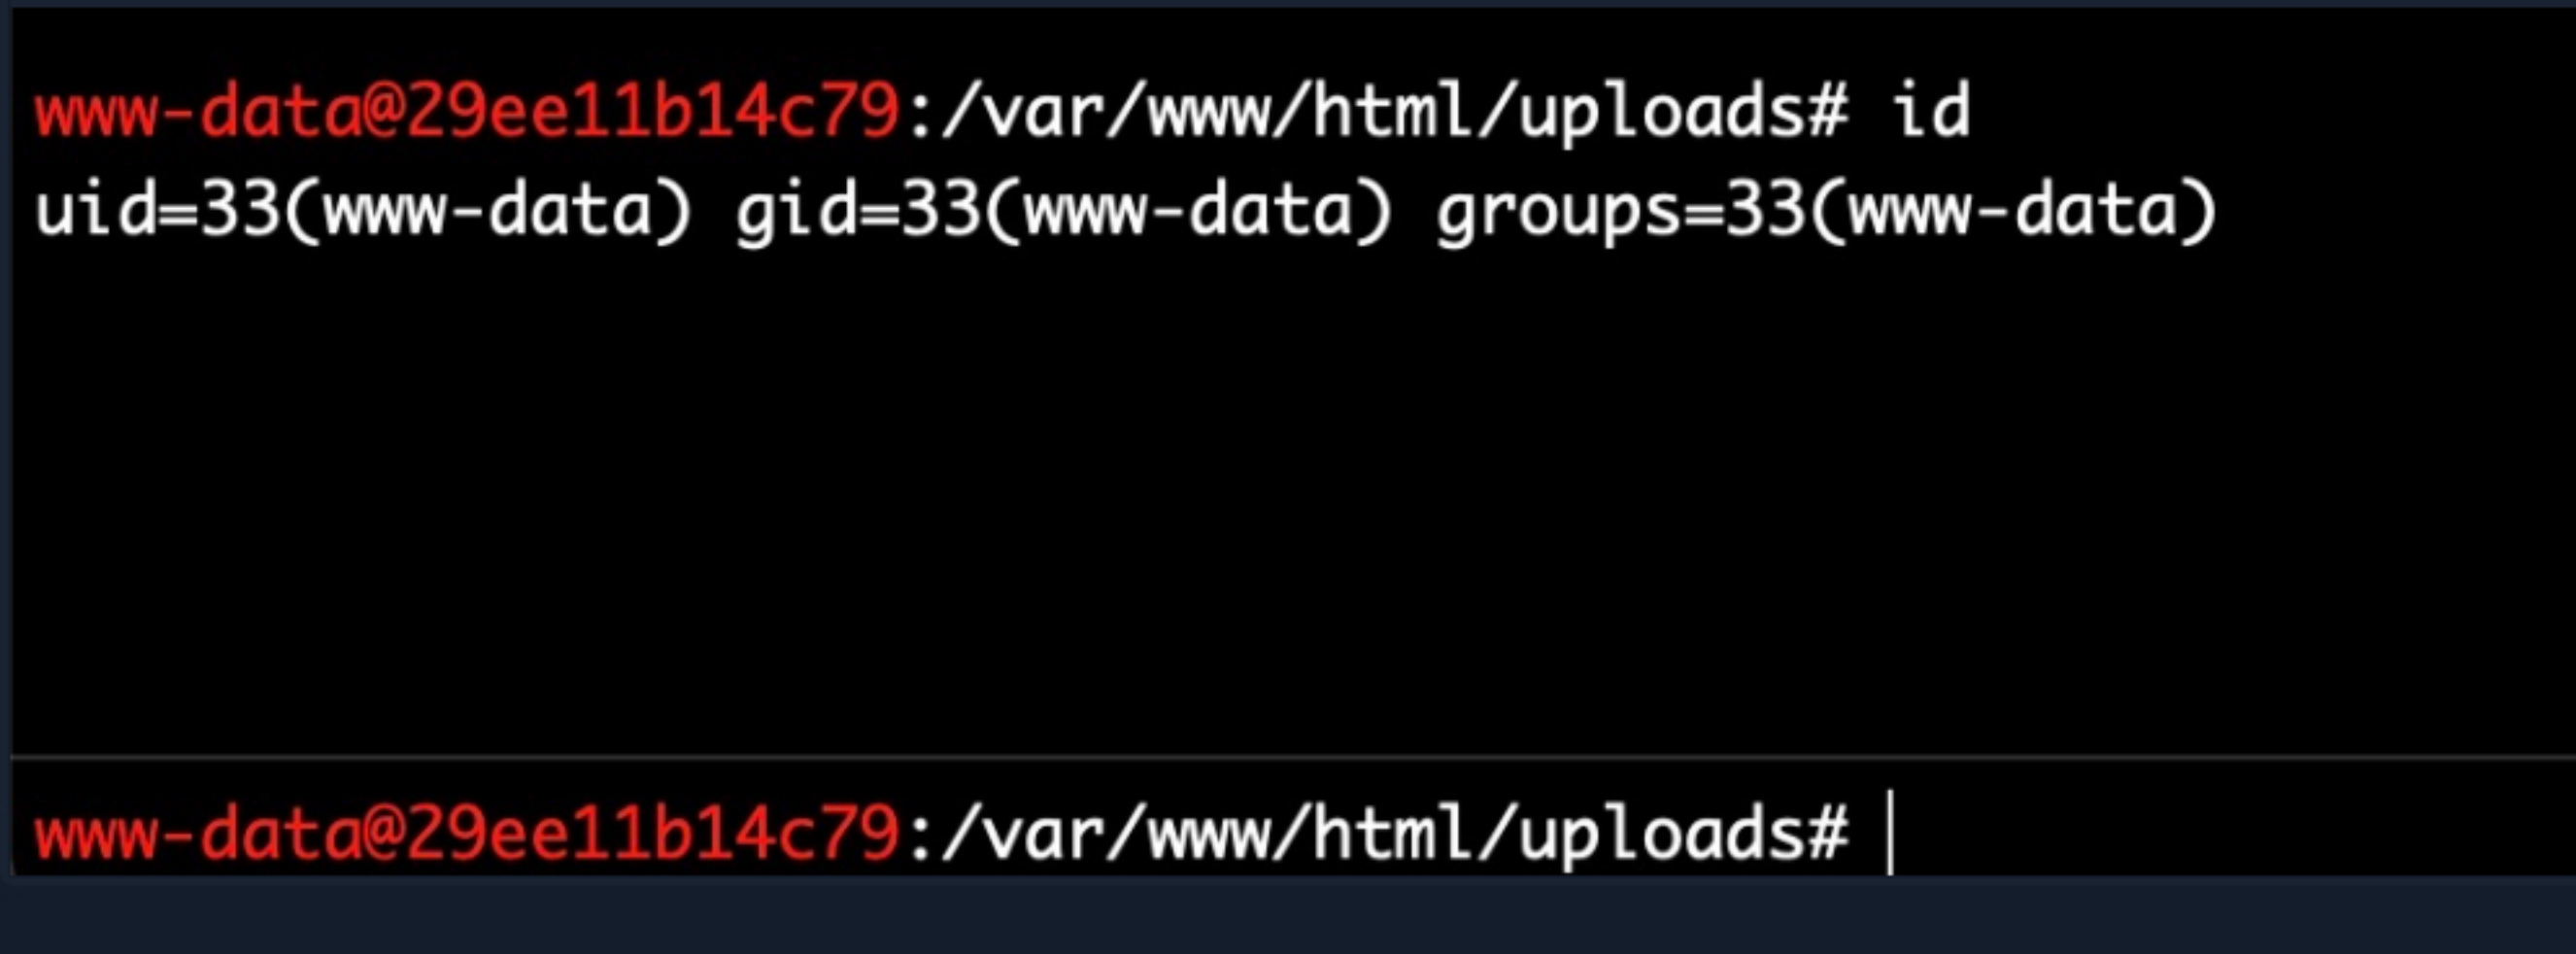 www-data@29ee11b14c79:/var/www/html/uploads# id
uid=33(www-data) gid=33(www-data) groups=33(www-data)
www-data@29ee11b14c79:/var/www/html/uploads#